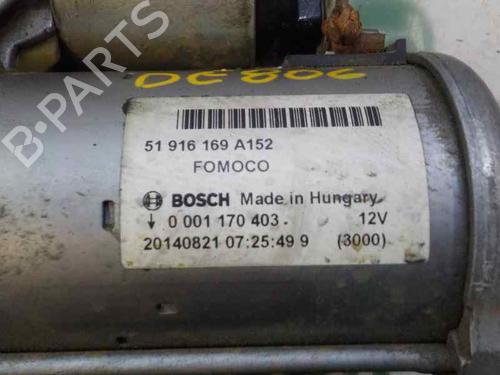 DC806
51 916 169 A152
FOMOCO
BOSCH Made in Hungary
0 001 170 403 12V
20140821 07:25:49 9 (3000)
B-PARTS